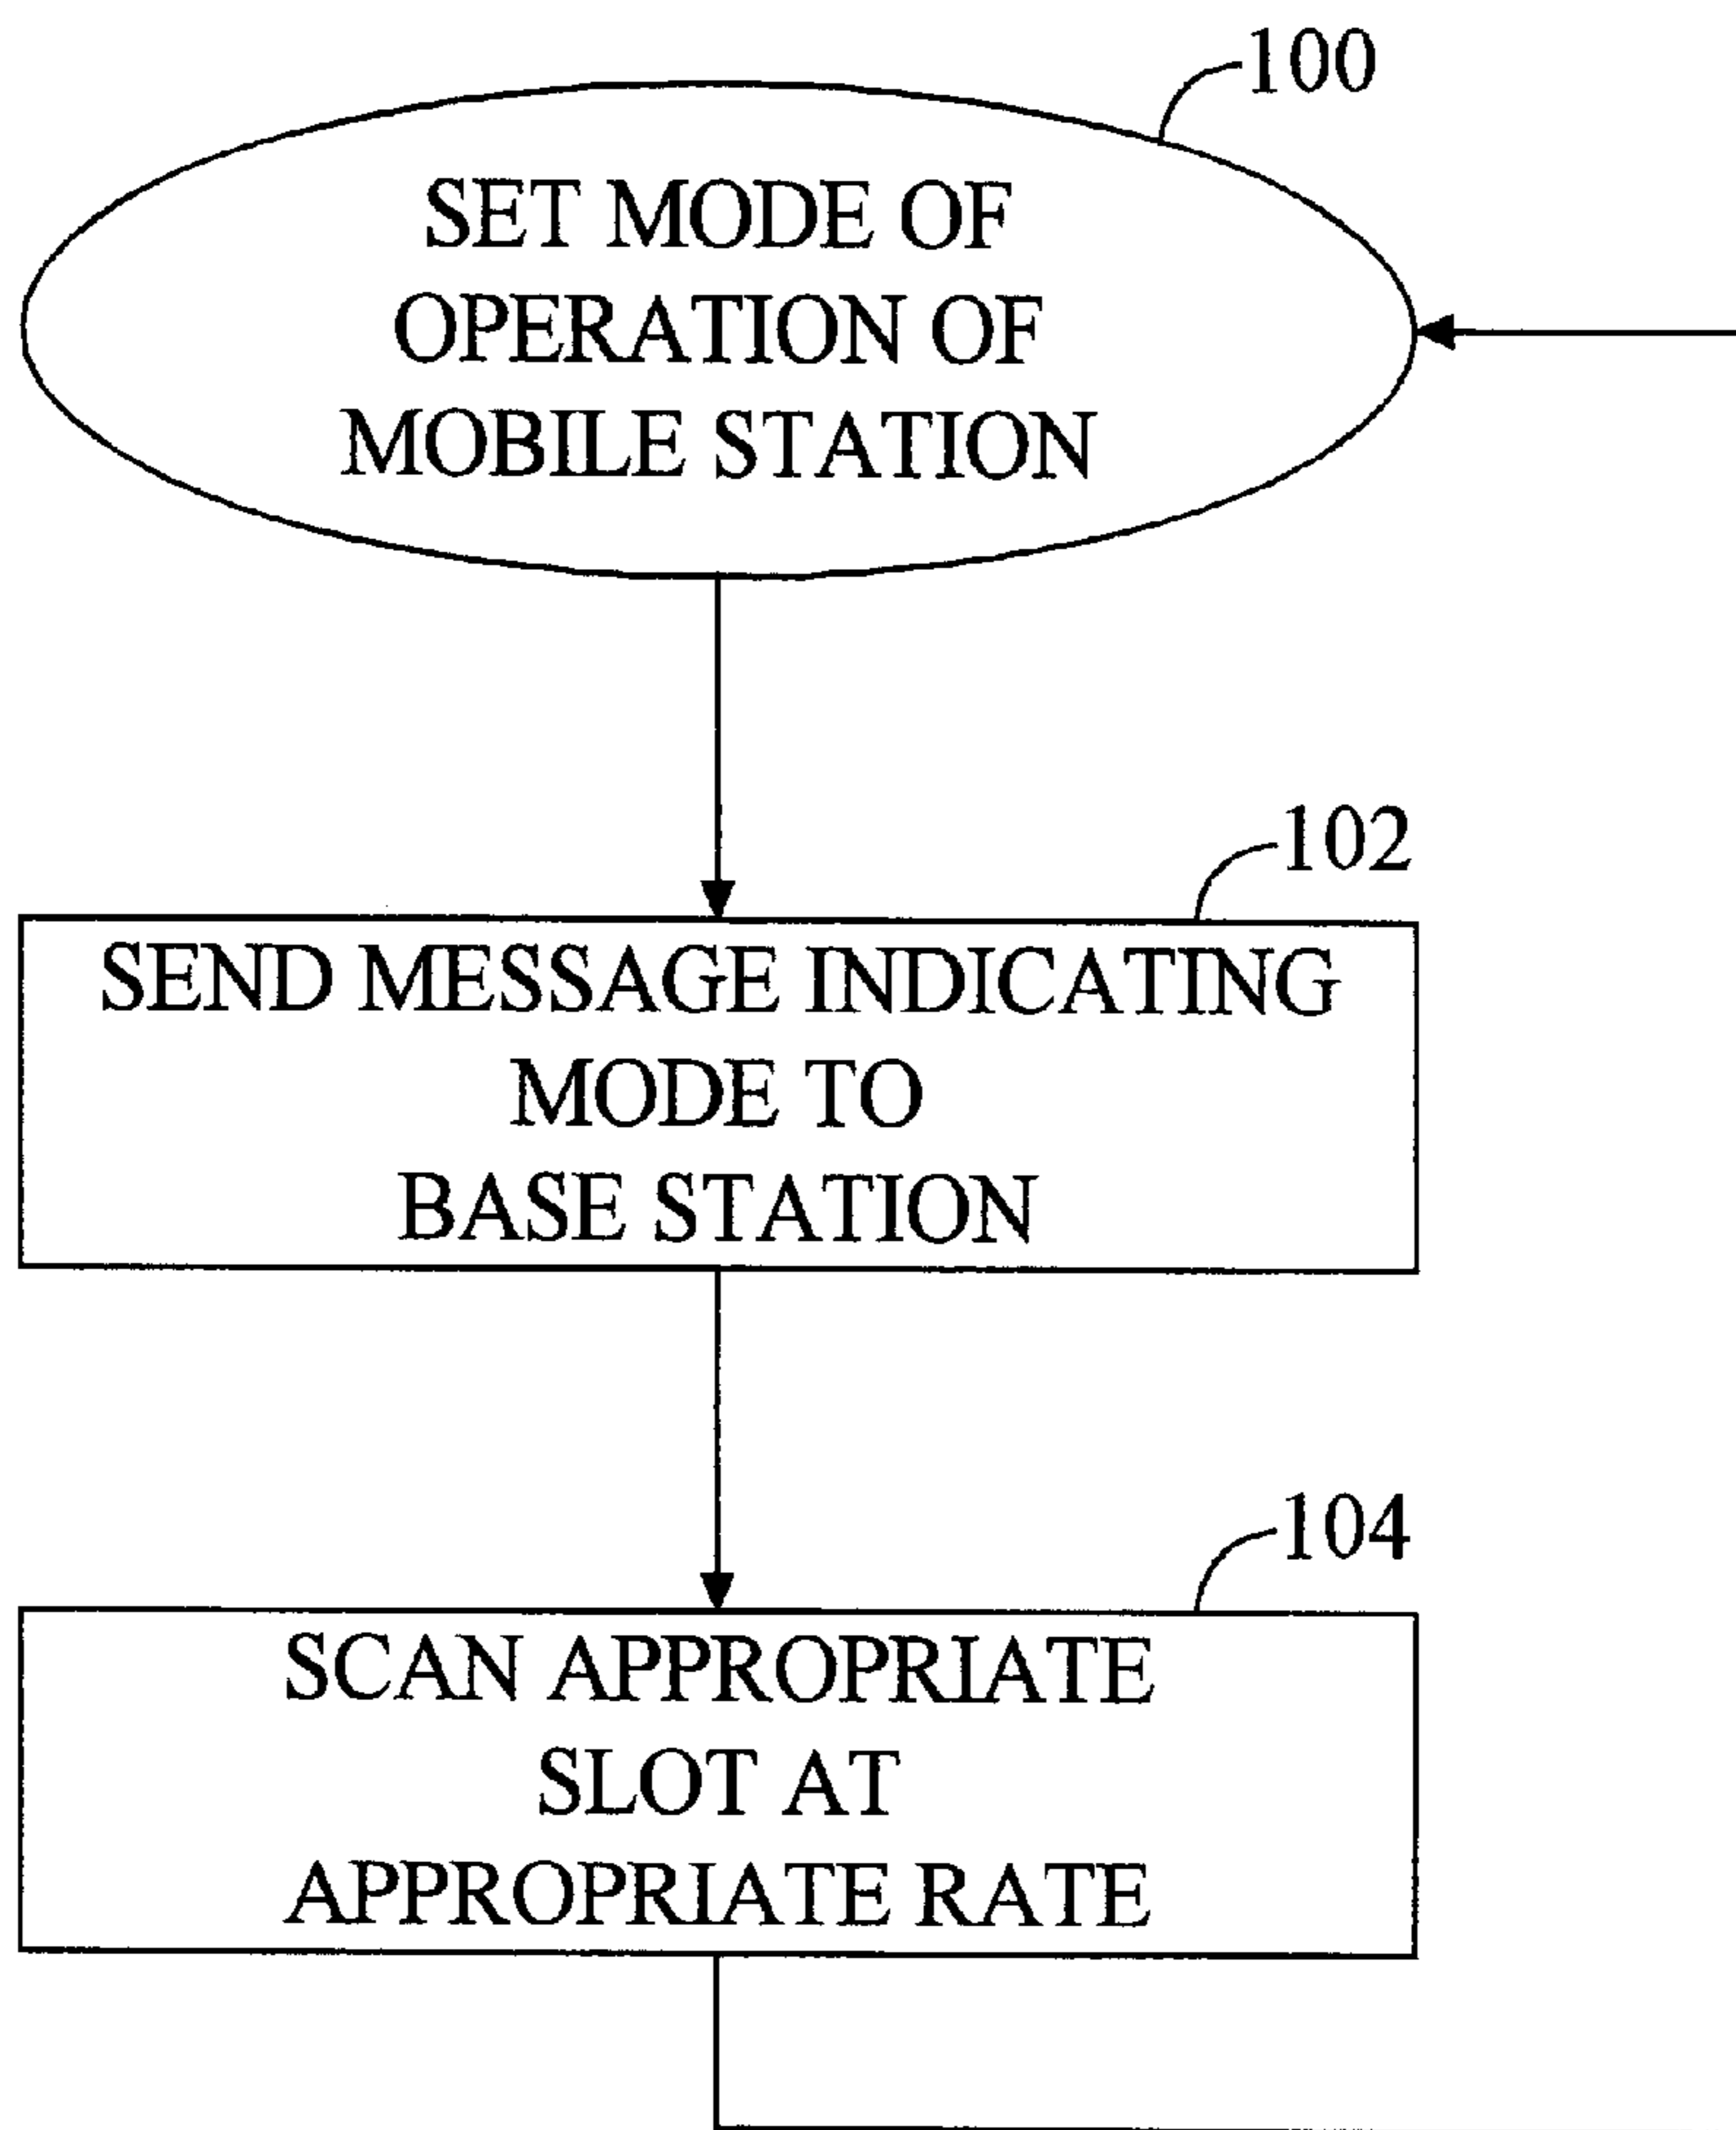 100
SET MODE OF
OPERATION OF
MOBILE STATION
102
SEND MESSAGE INDICATING
MODE TO
BASE STATION
104
SCAN APPROPRIATE
SLOT AT
APPROPRIATE RATE